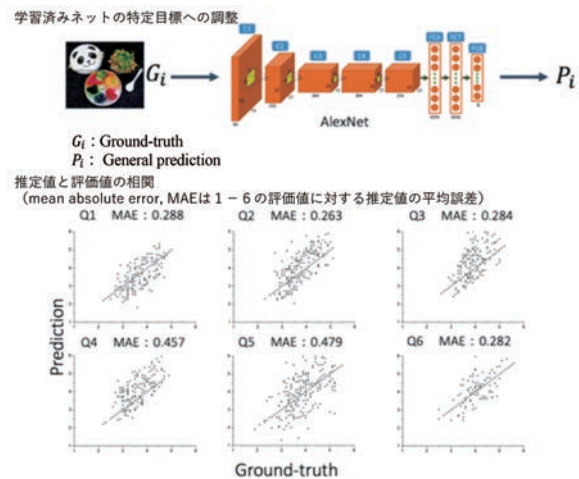 学習済みネットの特定目標への調整
C1
C2
C3
C4
C5
FC6
FC7
FC8
G_i
P_i
AlexNet
G_i：Ground-truth
P_i： General prediction
推定値と評価値の相関
（mean absolute error, MAEは 1 − 6 の評価値に対する推定値の平均誤差）
Q1 MAE：0.288
Q2 MAE：0.263
Q3 MAE：0.284
Prediction
Q4 MAE：0.457
Q5 MAE：0.479
Q6 MAE：0.282
Ground-truth